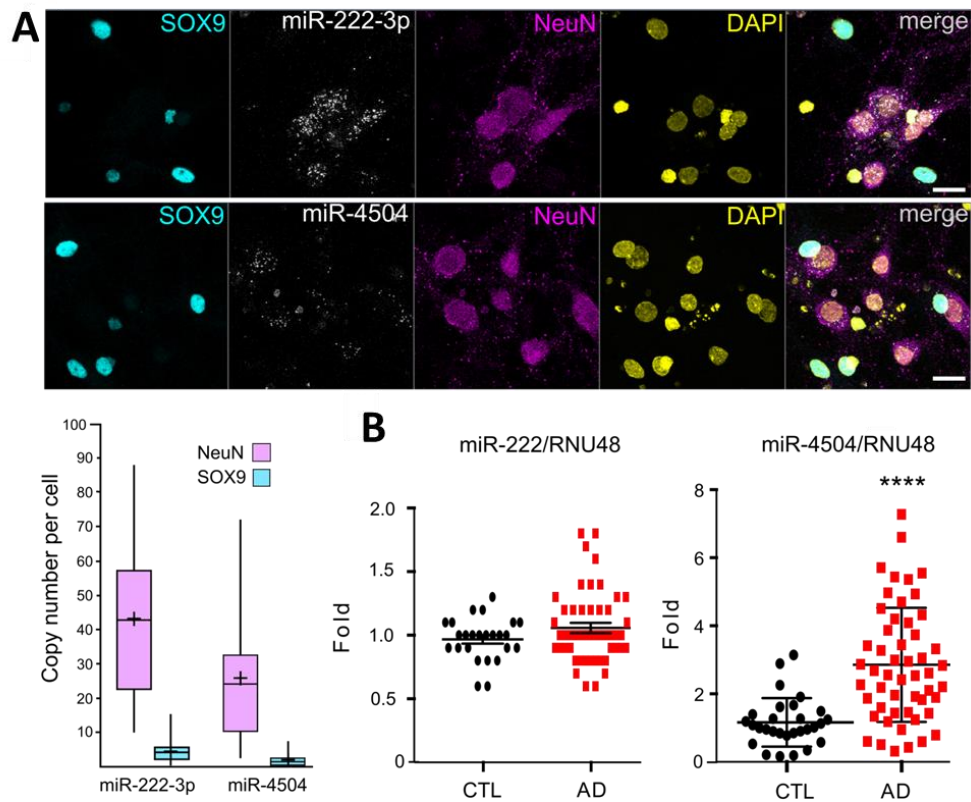 A
SOX9 miR-222-3p NeuN DAPI merge
SOX9 miR-4504 NeuN DAPI merge
Copy number per cell
100
90
80
70
60
50
40
30
20
10
NeuN
SOX9
miR-222-3p miR-4504
B
miR-222/RNU48
Fold
2.0
1.5
1.0
0.5
0
CTL AD
miR-4504/RNU48
****
Fold
8
6
4
2
0
CTL AD